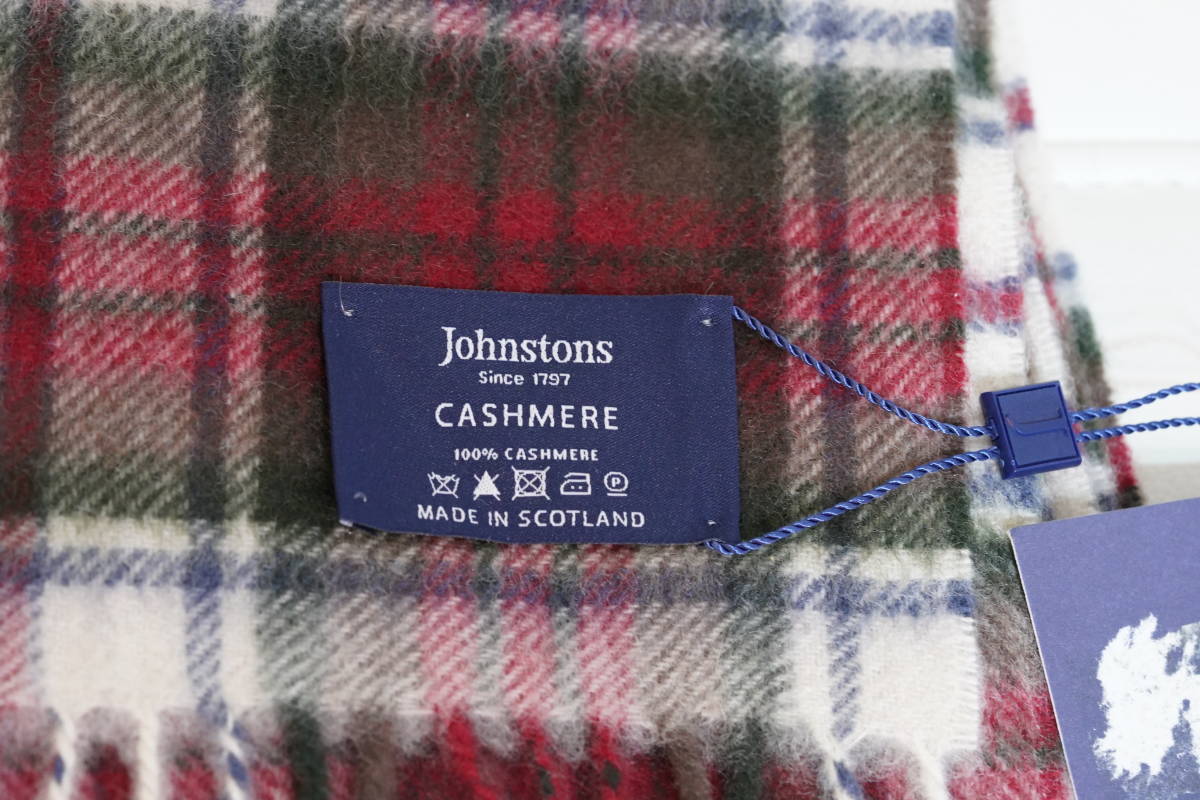 Johnstons
Since 1797
CASHMERE
100% CASHMERE
P
MADE IN SCOTLAND